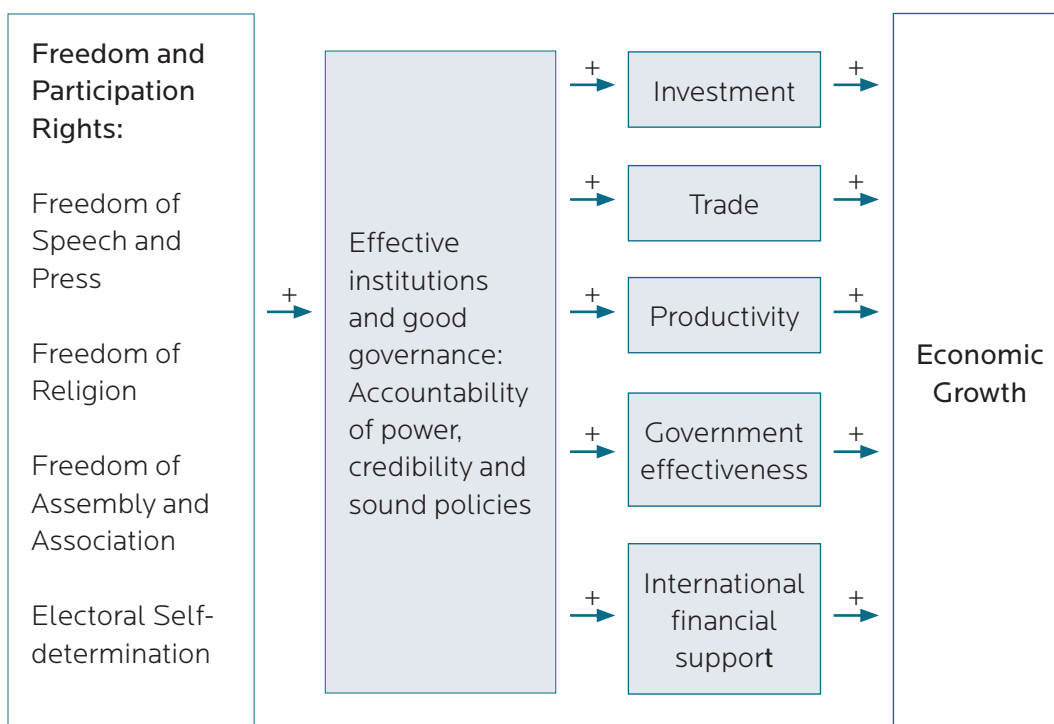 Freedom and
Participation
Rights:
Freedom of
Speech and
Press
Freedom of
Religion
Freedom of
Assembly and
Association
Electoral Self-
determination
+
Effective
institutions
and good
governance:
Accountability
of power,
credibility and
sound policies
+
Investment
+
+
Trade
+
+
Productivity
+
+
Government
effectiveness
+
+
International
financial
support
+
Economic
Growth